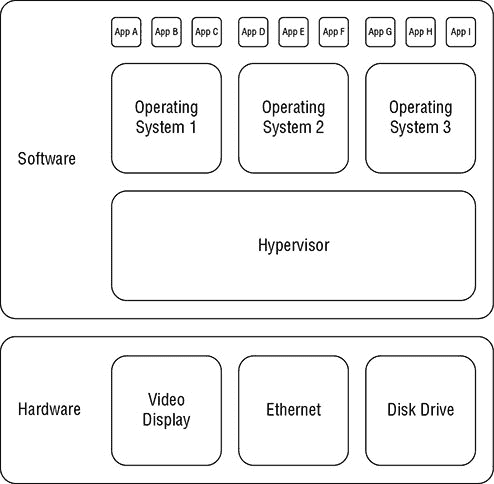 App A App B App C App D App E App F App G App H App I
Operating Operating Operating
System 1 System 2 System 3
Software
Hypervisor
Hardware
Video
Display
Ethernet
Disk Drive